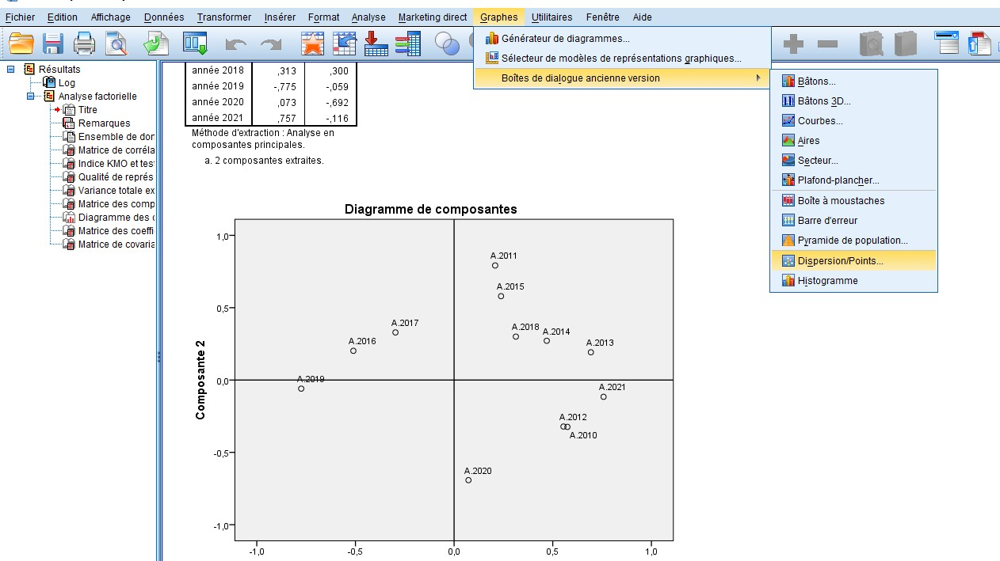 Fichier Edition Affichage Données Transformer Insérer Format Analyse Marketing direct Graphes Utilitaires Fenêtre Aide
Générateur de diagrammes...
Sélecteur de modèles de représentations graphiques...
Boîtes de dialogue ancienne version
Bâtons...
Bâtons 3D...
Courbes...
Aires
Secteur...
Plafond-plancher...
Boîte à moustaches
Barre d'erreur
Pyramide de population...
Dispersion/Points...
Histogramme
Résultats
Log
Analyse factorielle
Titre
Remarques
Ensemble de don
Matrice de corréla
Indice KMO et tes
Qualité de représ
Variance totale ex
Matrice des comp
Diagramme des c
Matrice des coeffi
Matrice de covaria
année 2018 ,313 ,300
année 2019 -,775 -,059
année 2020 ,073 -,692
année 2021 ,757 -,116
Méthode d'extraction : Analyse en
composantes principales.
a. 2 composantes extraites.
Diagramme de composantes
Composante 2
1,0
0,5
0,0
-0,5
-1,0
A.2011
A.2015
A.2017
A.2018
A.2014
A.2016
A.2013
A.2019
A.2021
A.2012
A.2010
A.2020
-1,0 -0,5 0,0 0,5 1,0